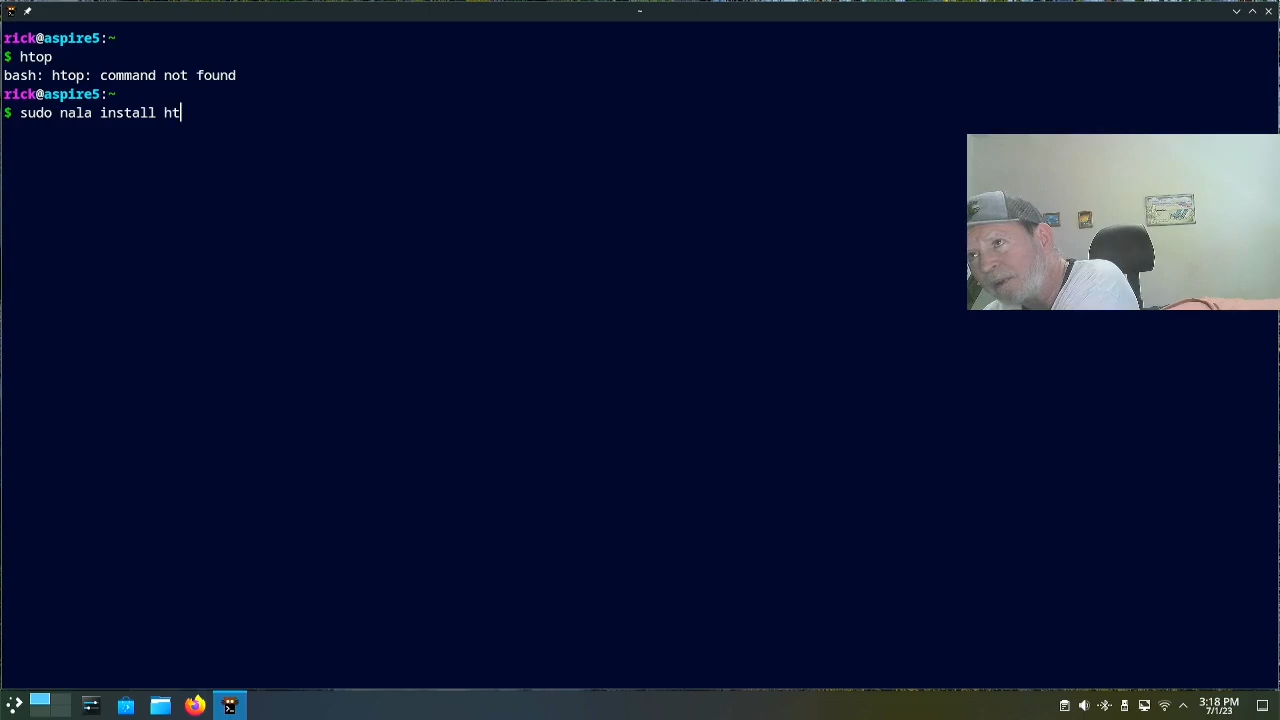 ~
rick@aspire5:~
$ htop
bash: htop: command not found
rick@aspire5:~
$ sudo nala install ht
3:18 PM
7/1/23